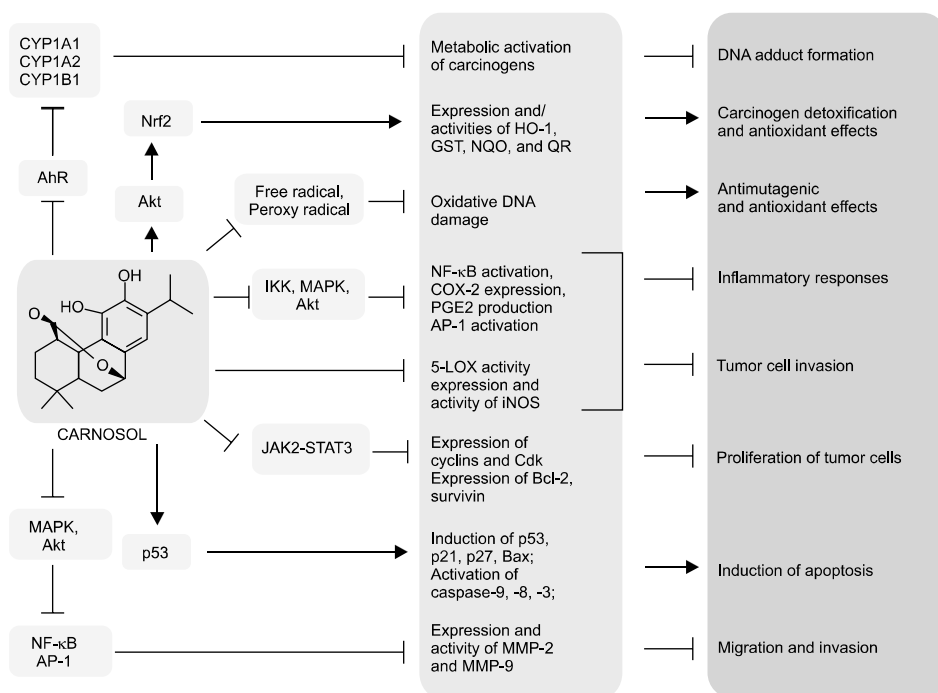 CYP1A1
CYP1A2
CYP1B1
Metabolic activation
of carcinogens
DNA adduct formation
Nrf2
Expression and/
activities of HO-1,
GST, NQO, and QR
Carcinogen detoxification
and antioxidant effects
AhR
Akt
Free radical,
Peroxy radical
Oxidative DNA
damage
Antimutagenic
and antioxidant effects
OH
HO
O
O
IKK, MAPK,
Akt
NF-κB activation,
COX-2 expression,
PGE2 production
AP-1 activation
Inflammatory responses
5-LOX activity
expression and
activity of iNOS
Tumor cell invasion
CARNOSOL
JAK2-STAT3
Expression of
cyclins and Cdk
Expression of Bcl-2,
survivin
Proliferation of tumor cells
MAPK,
Akt
p53
Induction of p53,
p21, p27, Bax;
Activation of
caspase-9, -8, -3;
Induction of apoptosis
NF-κB
AP-1
Expression and
activity of MMP-2
and MMP-9
Migration and invasion